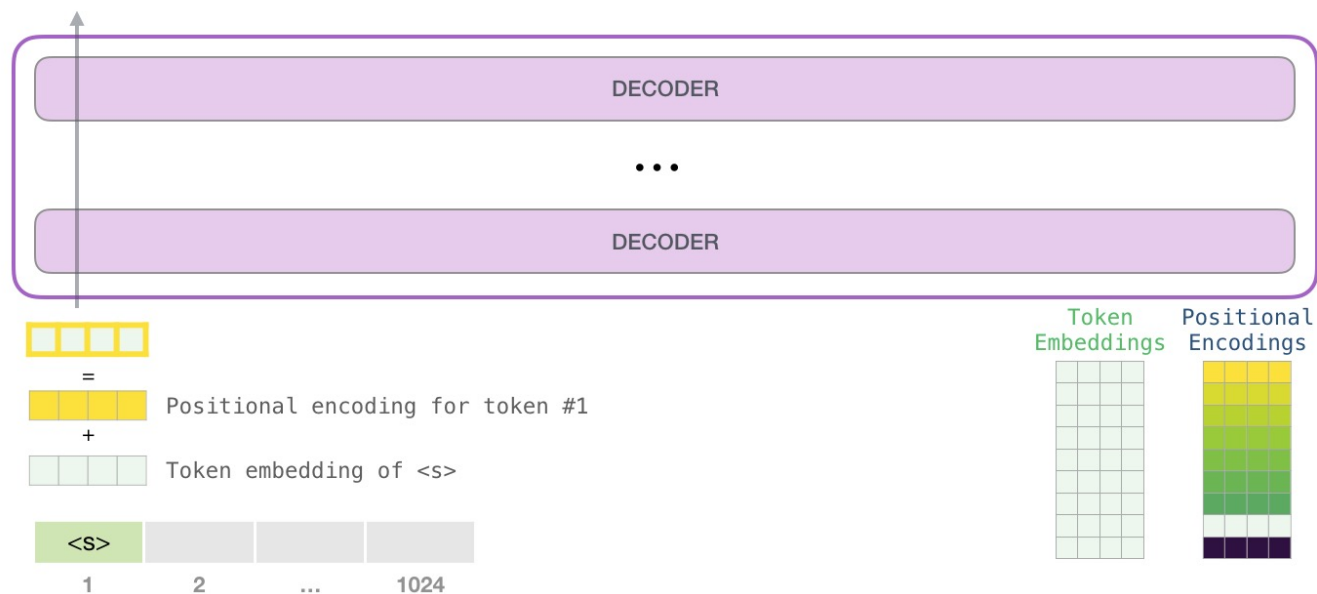 DECODER
...
DECODER
Token Embeddings
Positional Encodings
=
Positional encoding for token #1
+
Token embedding of <s>
<s>
1 2 ... 1024